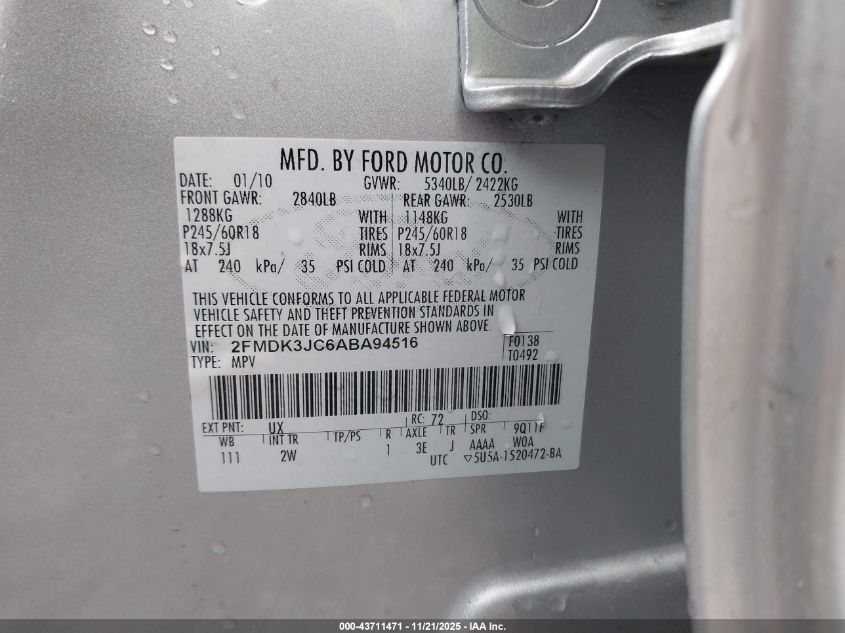 MFD. BY FORD MOTOR CO.
DATE: 01/10 GVWR: 5340LB/ 2422KG
FRONT GAWR: 2840LB REAR GAWR: 2530LB
1288KG WITH 1148KG WITH
P245/60R18 TIRES P245/60R18 TIRES
18x7.5J RIMS 18x7.5J RIMS
AT 240 kPa/ 35 PSI COLD AT 240 kPa/ 35 PSI COLD
THIS VEHICLE CONFORMS TO ALL APPLICABLE FEDERAL MOTOR
VEHICLE SAFETY AND THEFT PREVENTION STANDARDS IN
EFFECT ON THE DATE OF MANUFACTURE SHOWN ABOVE.
VIN: 2FMDK3JC6ABA94516 F0138
TYPE: MPV T0492
EXT PNT: UX RC: 72 DSO:
WB INT TR TP/PS R AXLE TR SPR 9Q11F
111 2W 1 3E J AAAA W0A
UTC ▽5U5A-1520472-BA
000-43711471 - 11/21/2025 - IAA Inc.